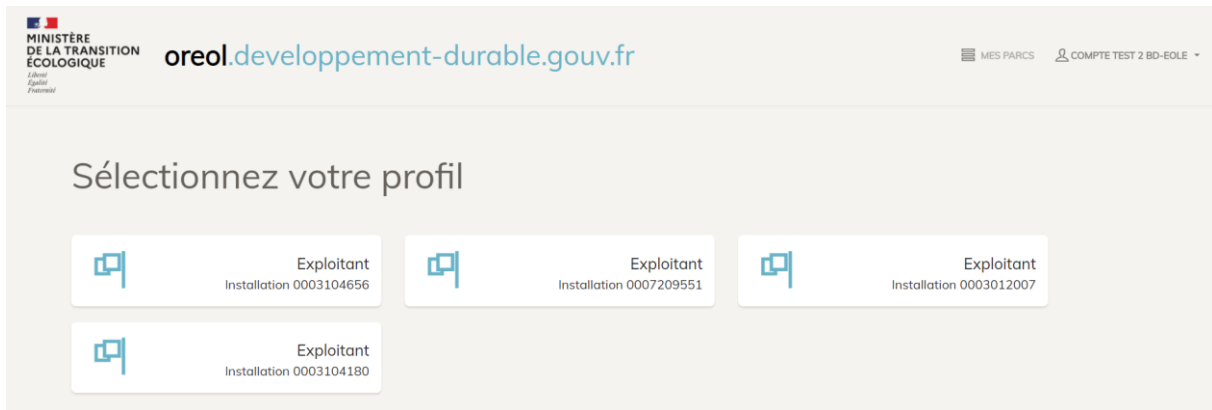 MINISTÈRE
DE LA TRANSITION
ÉCOLOGIQUE
Liberté
Égalité
Fraternité
oreol.developpement-durable.gouv.fr
MES PARCS
COMPTE TEST 2 BD-EOLE
Sélectionnez votre profil
Exploitant
Installation 0003104656
Exploitant
Installation 0007209551
Exploitant
Installation 0003012007
Exploitant
Installation 0003104180